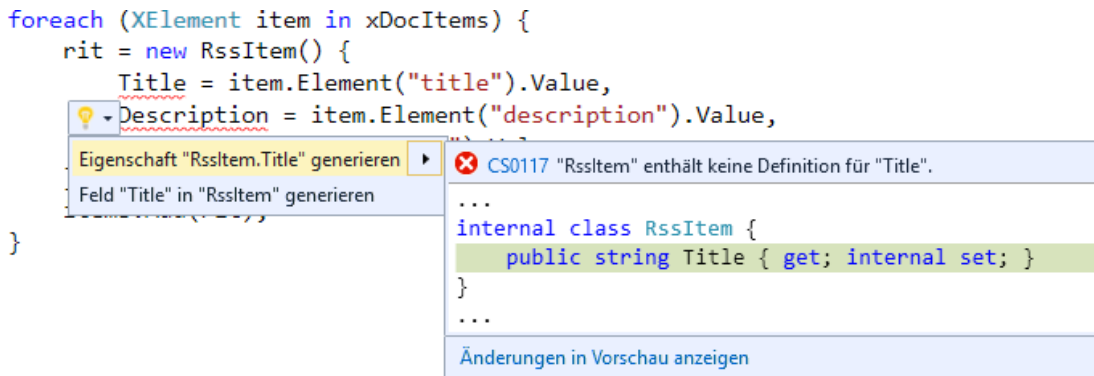 foreach (XElement item in xDocItems) {
rit = new RssItem() {
Title = item.Element("title").Value,
Description = item.Element("description").Value,
Eigenschaft "RssItem.Title" generieren
Feld "Title" in "RssItem" generieren
}
CS0117 "RssItem" enthält keine Definition für "Title".
...
internal class RssItem {
public string Title { get; internal set; }
}
...
Änderungen in Vorschau anzeigen